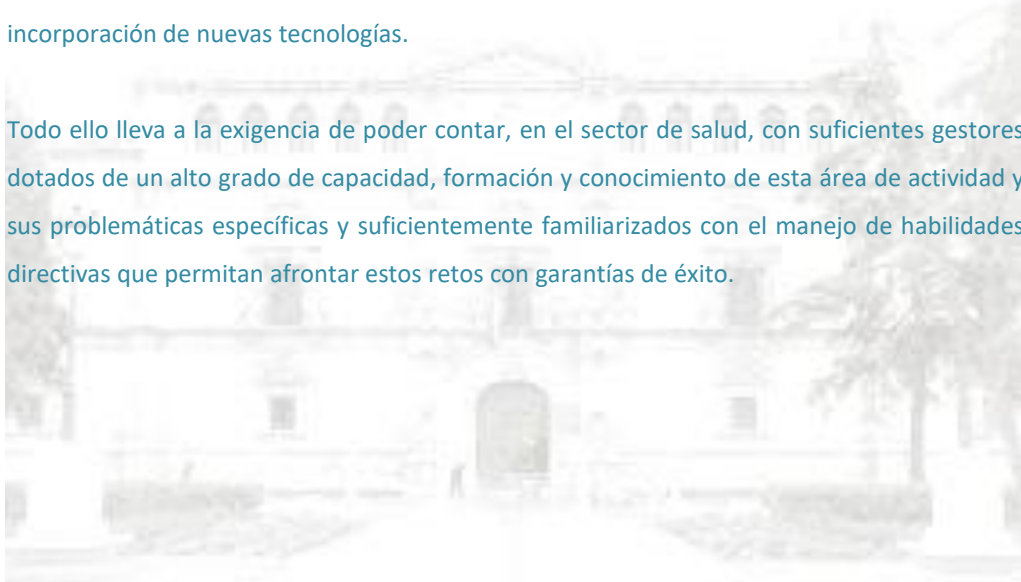 incorporación de nuevas tecnologías.
Todo ello lleva a la exigencia de poder contar, en el sector de salud, con suficientes gestores
dotados de un alto grado de capacidad, formación y conocimiento de esta área de actividad y
sus problemáticas específicas y suficientemente familiarizados con el manejo de habilidades
directivas que permitan afrontar estos retos con garantías de éxito.